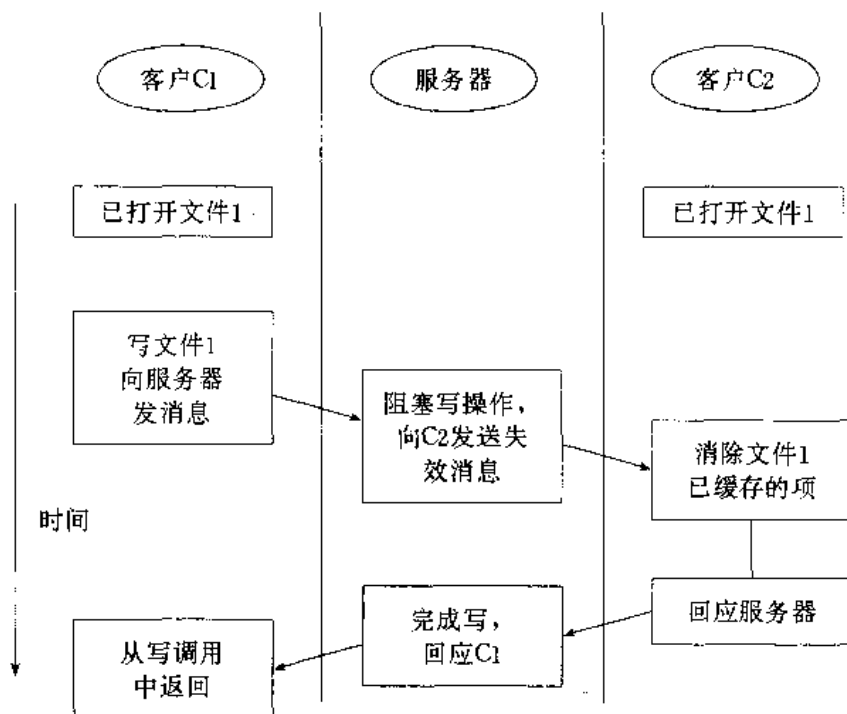 客户C1
服务器
客户C2
已打开文件1
已打开文件1
写文件1
向服务器
发消息
阻塞写操作，
向C2发送失
效消息
消除文件1
已缓存的项
时间
完成写，
回应C1
回应服务器
从写调用
中返回